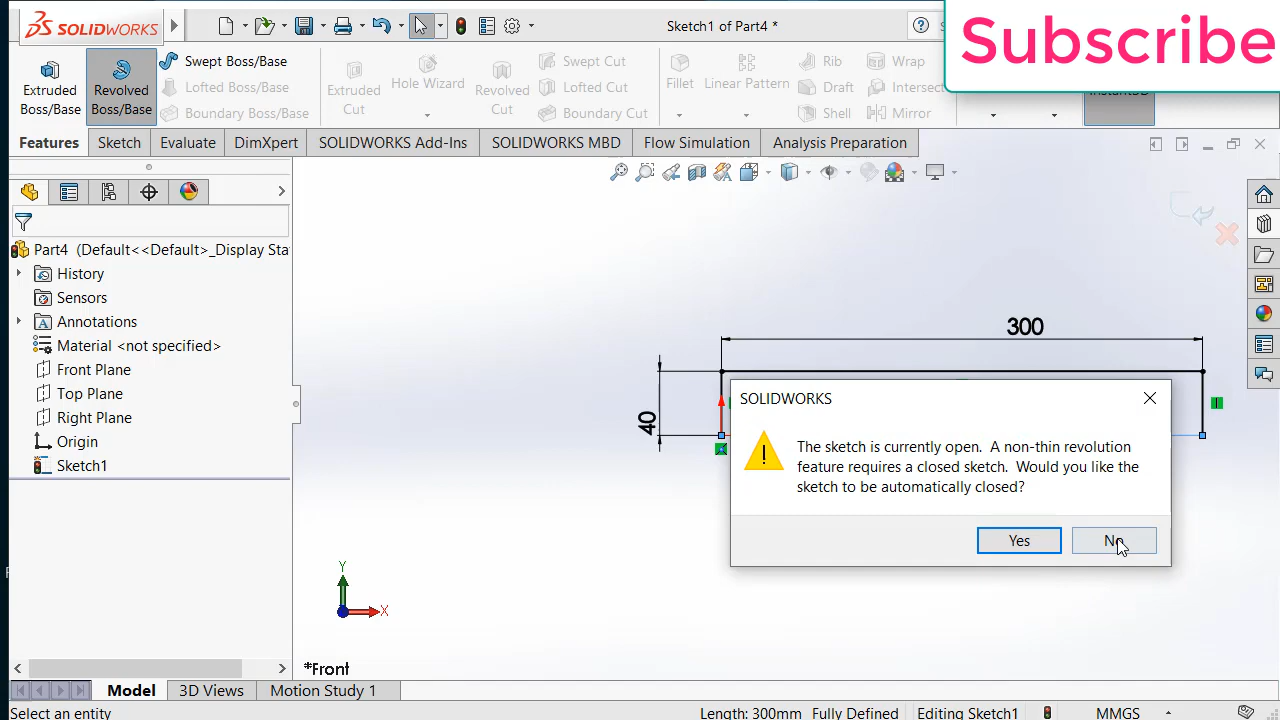 SOLIDWORKS
Sketch1 of Part4 *
Subscribe
Extruded Boss/Base
Revolved Boss/Base
Swept Boss/Base
Lofted Boss/Base
Boundary Boss/Base
Extruded Cut
Hole Wizard
Revolved Cut
Swept Cut
Lofted Cut
Boundary Cut
Fillet
Linear Pattern
Rib
Draft
Shell
Wrap
Intersect
Mirror
Instant3D
Features
Sketch
Evaluate
DimXpert
SOLIDWORKS Add-Ins
SOLIDWORKS MBD
Flow Simulation
Analysis Preparation
Part4 (Default<<Default>_Display Sta
History
Sensors
Annotations
Material <not specified>
Front Plane
Top Plane
Right Plane
Origin
Sketch1
300
40
SOLIDWORKS
The sketch is currently open. A non-thin revolution
feature requires a closed sketch. Would you like the
sketch to be automatically closed?
Yes
No
Y
X
*Front
Model
3D Views
Motion Study 1
Select an entity
Length: 300mm
Fully Defined
Editing Sketch1
MMGS